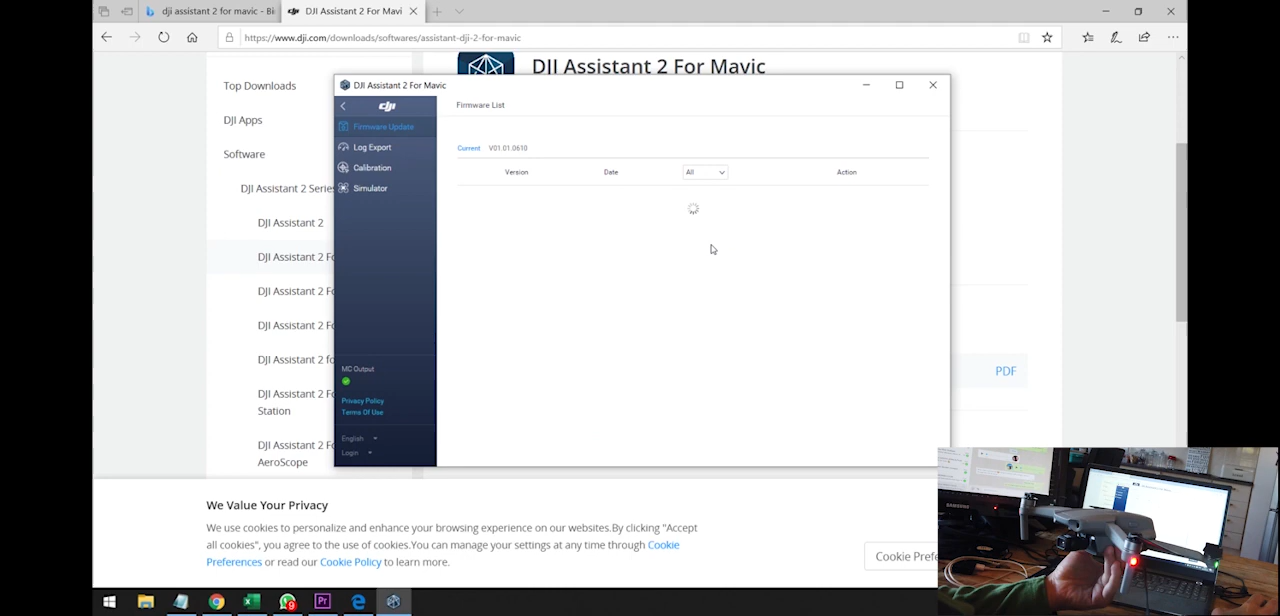 dji assistant 2 for mavic - Bi
DJI Assistant 2 For Mavi
https://www.dji.com/downloads/softwares/assistant-dji-2-for-mavic
DJI Assistant 2 For Mavic
Top Downloads
DJI Apps
Software
DJI Assistant 2 Series
DJI Assistant 2
DJI Assistant 2 Fo
DJI Assistant 2 Fo
DJI Assistant 2 Fo
DJI Assistant 2 fo
DJI Assistant 2 Fo
Station
DJI Assistant 2 Fo
AeroScope
DJI Assistant 2 For Mavic
dji
Firmware Update
Log Export
Calibration
Simulator
MC Output
Privacy Policy
Terms Of Use
English
Login
Firmware List
Current V01.01.0610
Version Date All Action
PDF
We Value Your Privacy
We use cookies to personalize and enhance your browsing experience on our websites.By clicking "Accept
all cookies", you agree to the use of cookies.You can manage your settings at any time through Cookie
Preferences or read our Cookie Policy to learn more.
Cookie Prefe
SAMSUNG
9
Pr